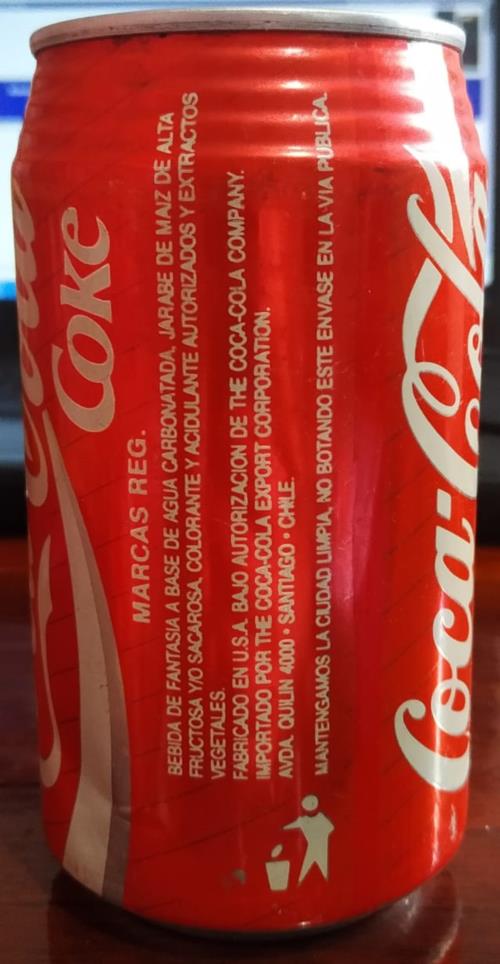 Coke
MARCAS REG.
BEBIDA DE FANTASIA A BASE DE AGUA CARBONATADA, JARABE DE MAIZ DE ALTA
FRUCTOSA Y/O SACAROSA, COLORANTE Y ACIDULANTE AUTORIZADOS Y EXTRACTOS
VEGETALES.
FABRICADO EN U.S.A. BAJO AUTORIZACION DE THE COCA-COLA COMPANY.
IMPORTADO POR THE COCA-COLA EXPORT CORPORATION.
AVDA. QUILIN 4000 • SANTIAGO • CHILE.
MANTENGAMOS LA CIUDAD LIMPIA, NO BOTANDO ESTE ENVASE EN LA VIA PUBLICA.
Coca-Cola